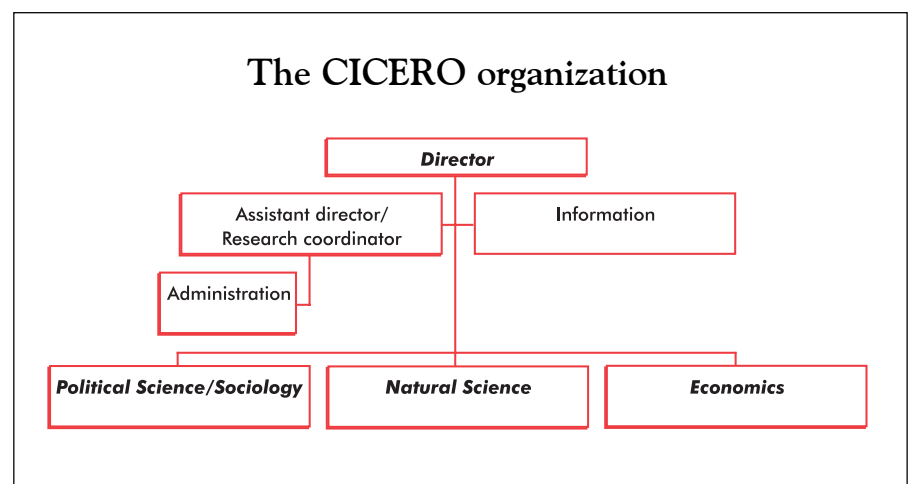 The CICERO organization
Director
Assistant director/
Research coordinator
Information
Administration
Political Science/Sociology
Natural Science
Economics